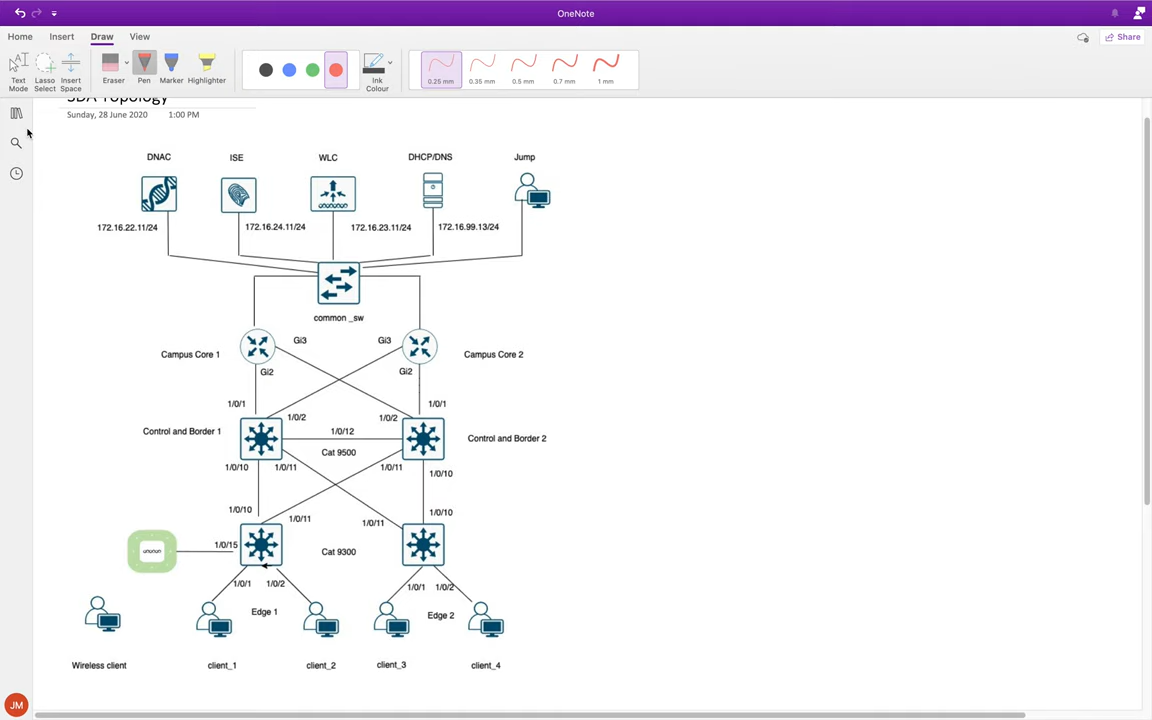 OneNote
Home Insert Draw View
Share
Text Mode
Lasso Select
Insert Space
Eraser
Pen
Marker
Highlighter
Ink Colour
0.25 mm
0.35 mm
0.5 mm
0.7 mm
1 mm
SDA Topology
Sunday, 28 June 2020 1:00 PM
DNAC ISE WLC DHCP/DNS Jump
172.16.22.11/24 172.16.24.11/24 172.16.23.11/24 172.16.99.13/24
common _sw
Gi3 Gi3
Campus Core 1 Campus Core 2
Gi2 Gi2
1/0/1 1/0/1
1/0/2 1/0/2
Control and Border 1 1/0/12 Control and Border 2
Cat 9500
1/0/10 1/0/11 1/0/11 1/0/10
1/0/10 1/0/10
1/0/11 1/0/11
1/0/15 Cat 9300
1/0/1 1/0/2 1/0/1 1/0/2
Edge 1 Edge 2
Wireless client client_1 client_2 client_3 client_4
JM